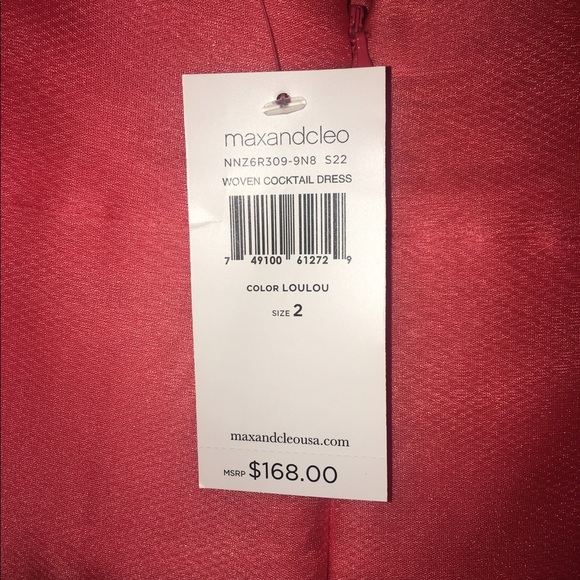 maxandcleo
NNZ6R309-9N8 S22
WOVEN COCKTAIL DRESS
7 49100 61272 9
COLOR LOULOU
SIZE 2
maxandcleousa.com
MSRP $168.00